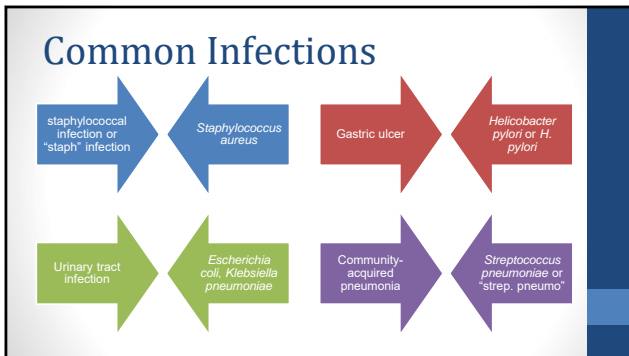 Common Infections
staphylococcal
infection or
“staph” infection
Staphylococcus
aureus
Gastric ulcer
Helicobacter
pylori or H.
pylori
Urinary tract
infection
Escherichia
coli, Klebsiella
pneumoniae
Community-
acquired
pneumonia
Streptococcus
pneumoniae or
“strep. pneumo”